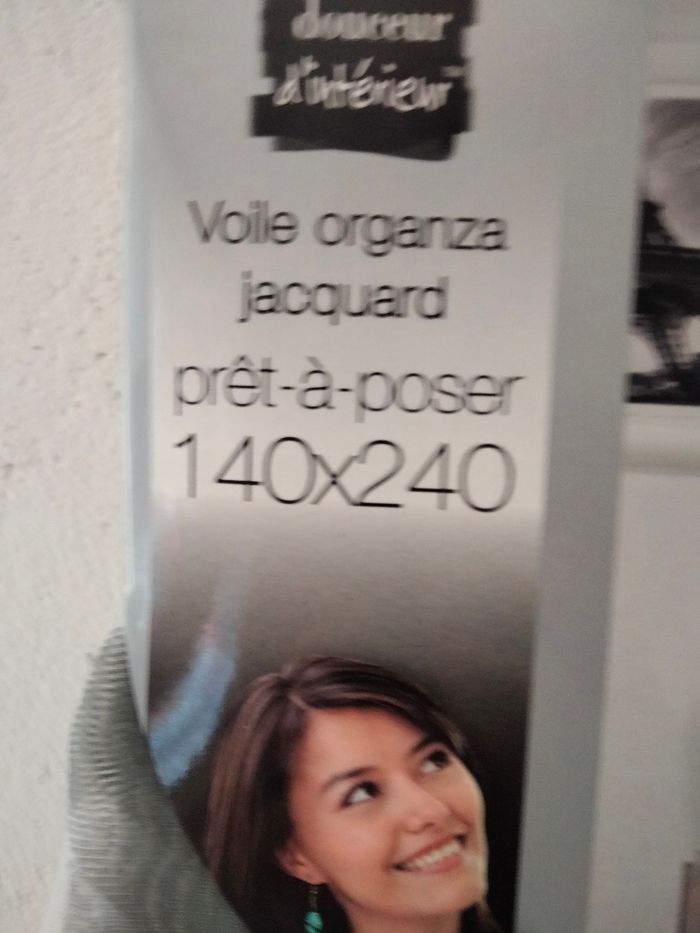 douceur
d'intérieur
Voile organza
jacquard
prêt-à-poser
140x240